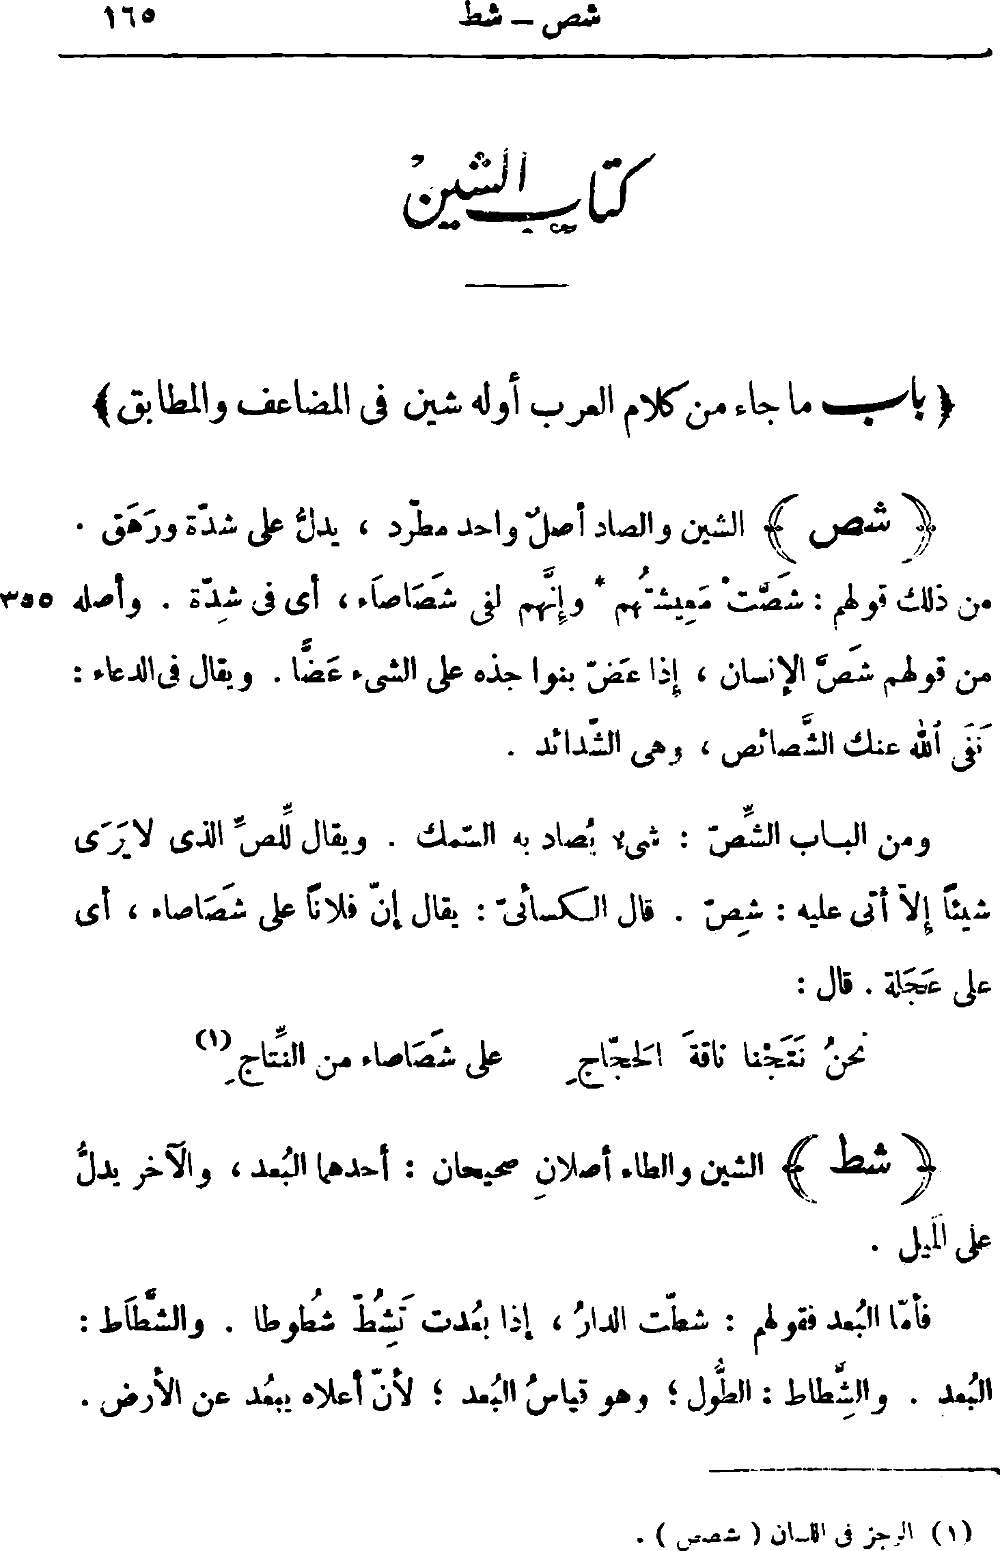 شص – شط ١٦٥
كتاب الشين
﴿ باب ما جاء من كلام العرب أوله شين فى المضاعف والمطابق ﴾
﴿ شص ﴾ الشين والصاد أصلٌ واحد مطّرد ، يدلُّ على شدّة ورَهَق .
من ذلك قولهم : شَصَّتْ مَعِيشتُهم * وإنَّهم لفى شَصَاصَاء ، أى فى شِدّة . وأصله ٣٥٥
من قولهم شَصَّ الإنسان ، إذا عَضّ بنواجذه على الشىء عَضًّا . ويقال فى الدعاء :
نَفَى الله عنك الشَّصائص ، وهى الشّدائد .
ومن الباب الشِّصّ : شىءٌ يُصاد به السّمك . ويقال لِلِّصِّ الذى لا يَرَى
شيئاً إلاّ أتى عليه : شِصّ . قال الكسائىّ : يقال إنّ فلاناً على شَصَاصاء ، أى
على عَجَلة . قال :
نحنُ نَتَجْنا ناقةَ الحجّاجِ على شَصَاصاء من النِّتاجِ (١)
﴿ شط ﴾ الشين والطاء أصلانِ صحيحان : أحدهما البُعد ، والآخر يدلُّ
على الَميل .
فأمّا البُعد فقولهم : شطّت الدارُ ، إذا بعُدت تَشِطُّ شُطوطا . والشَّطَاط :
البُعد . والشِّطاط : الطُّول ؛ وهو قياسُ البُعد ؛ لأنّ أعلاه يبعُد عن الأرض .
(١) الرجز فى اللسان ( شصص ) .